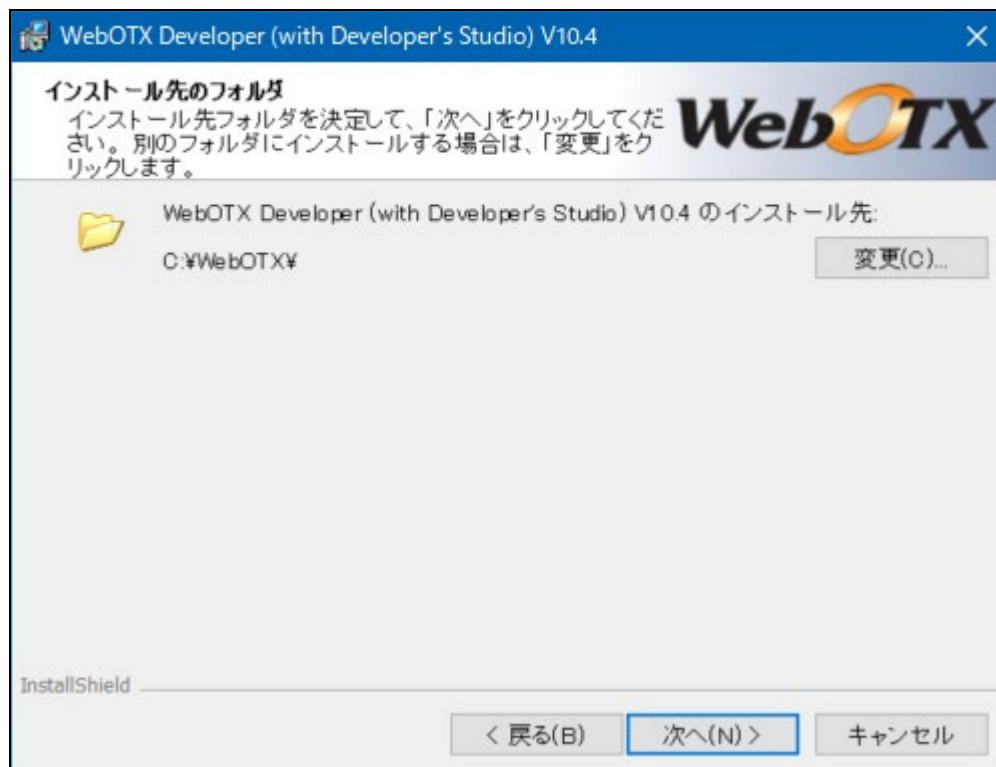 WebOTX Developer (with Developer's Studio) V10.4
インストール先のフォルダ
インストール先フォルダを決定して、「次へ」をクリックしてくだ
さい。別のフォルダにインストールする場合は、「変更」をク
リックします。
WebOTX
WebOTX Developer (with Developer's Studio) V10.4 のインストール先:
C:¥WebOTX¥
変更(C)...
InstallShield
< 戻る(B)
次へ(N) >
キャンセル